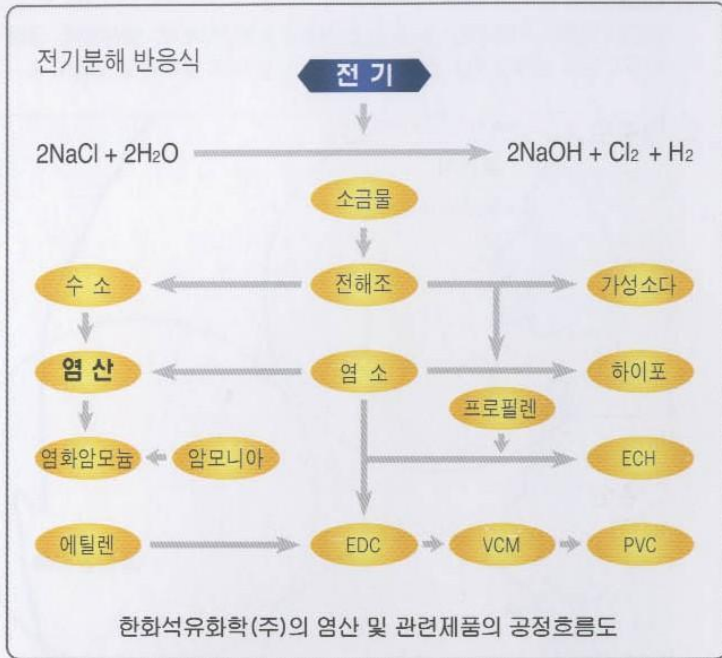 전기분해 반응식
전 기
2NaCl + 2H₂O
2NaOH + Cl₂ + H₂
소금물
수 소
전해조
가성소다
염 산
염 소
하이포
프로필렌
염화암모늄
암모니아
ECH
에틸렌
EDC
VCM
PVC
한화석유화학(주)의 염산 및 관련제품의 공정흐름도